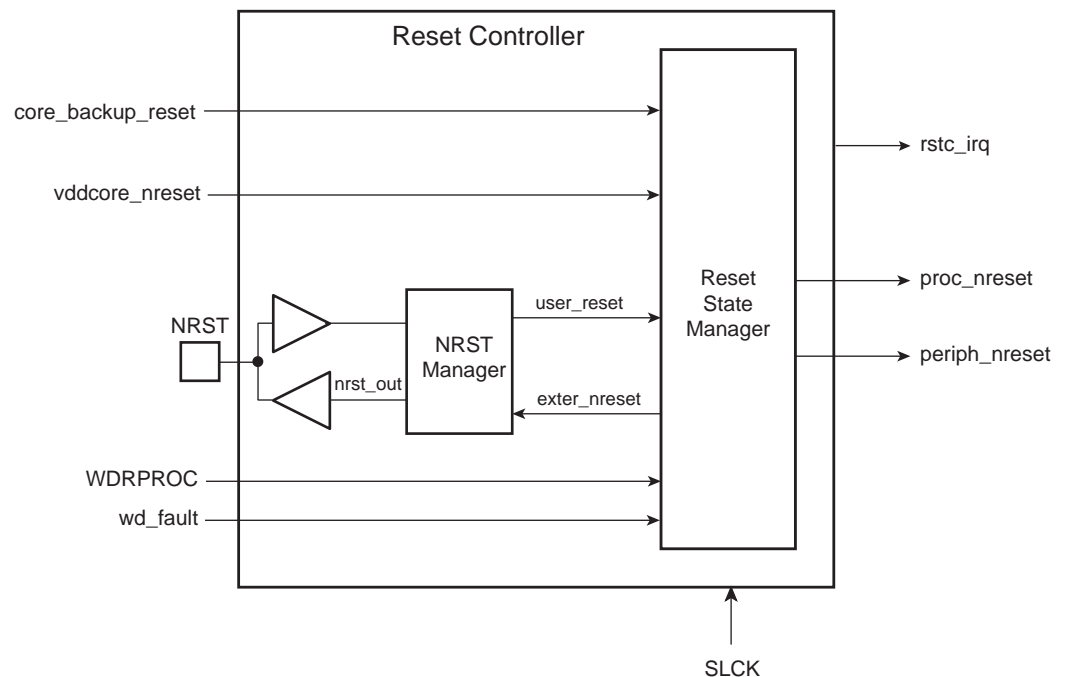 Reset Controller
core_backup_reset
rstc_irq
vddcore_nreset
Reset
State
Manager
proc_nreset
user_reset
NRST
NRST
Manager
periph_nreset
nrst_out
exter_nreset
WDRPROC
wd_fault
SLCK